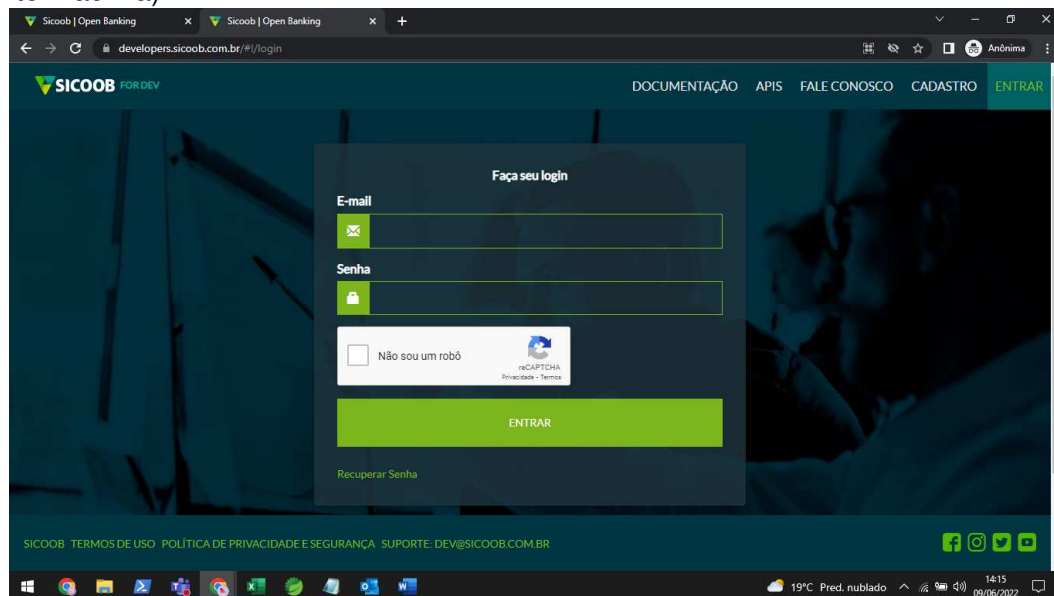 Sicoob | Open Banking
Sicoob | Open Banking
developers.sicoob.com.br/#!/login
Anônima
SICOOB FOR DEV
DOCUMENTAÇÃO APIS FALE CONOSCO CADASTRO ENTRAR
Faça seu login
E-mail
Senha
Não sou um robô
reCAPTCHA
Privacidade - Termos
ENTRAR
Recuperar Senha
SICOOB TERMOS DE USO POLÍTICA DE PRIVACIDADE E SEGURANÇA SUPORTE: DEV@SICOOB.COM.BR
19°C Pred. nublado
14:15
09/06/2022